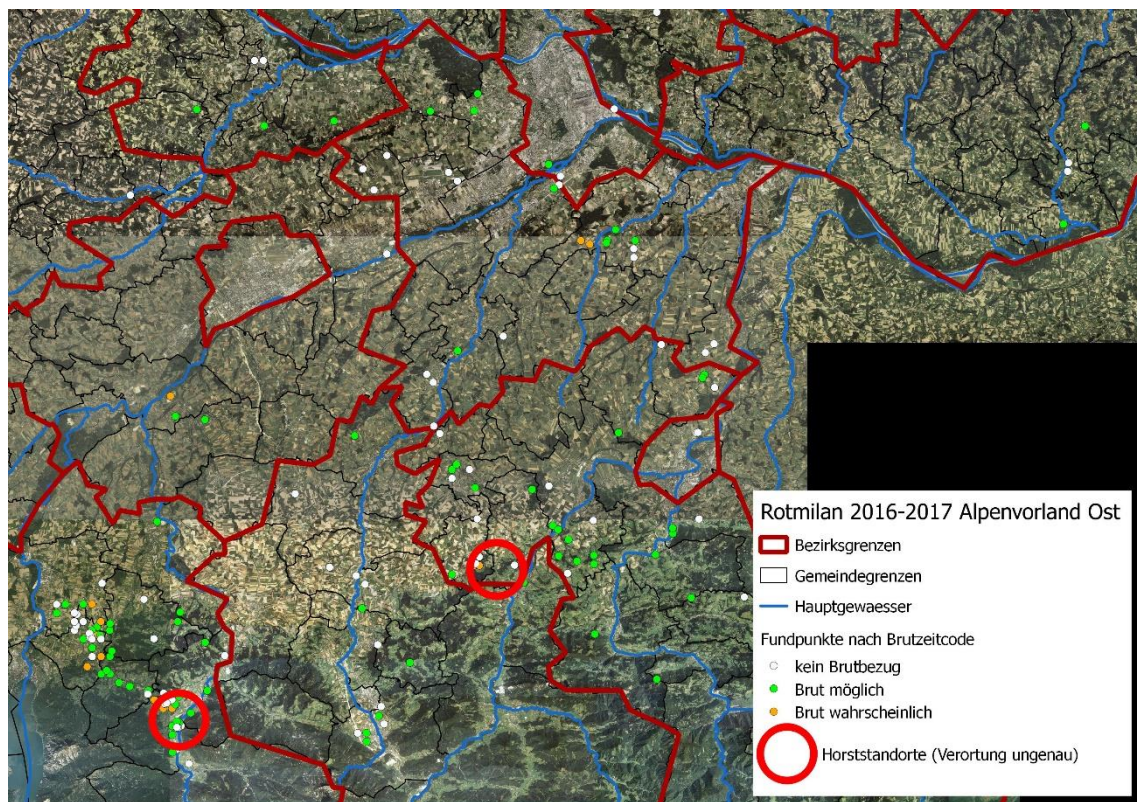 Rotmilan 2016-2017 Alpenvorland Ost
Bezirksgrenzen
Gemeindegrenzen
Hauptgewaesser
Fundpunkte nach Brutzeitcode
kein Brutbezug
Brut möglich
Brut wahrscheinlich
Horststandorte (Verortung ungenau)